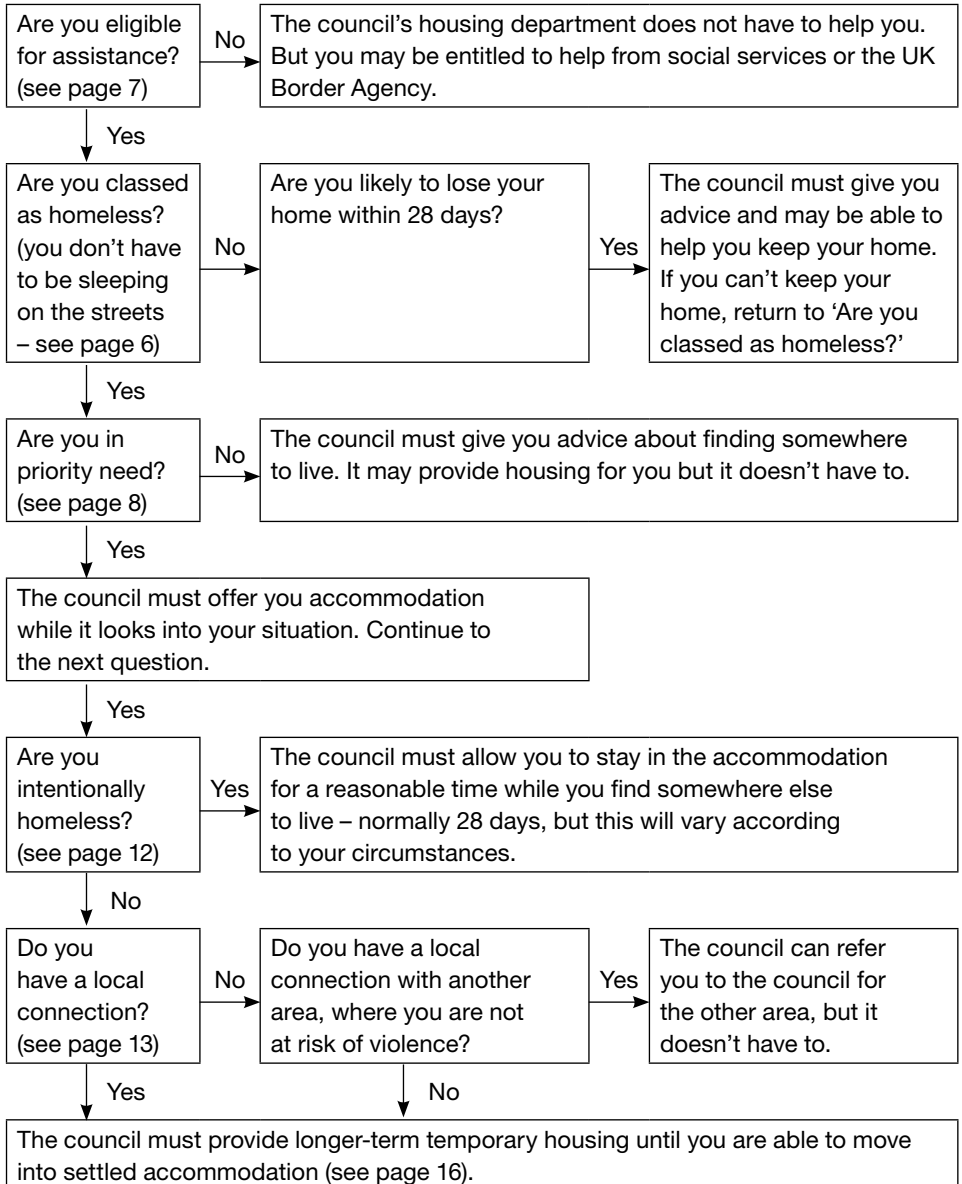 Are you eligible
for assistance?
(see page 7)
No
The council’s housing department does not have to help you.
But you may be entitled to help from social services or the UK
Border Agency.
Yes
Are you classed
as homeless?
(you don’t have
to be sleeping
on the streets
– see page 6)
No
Are you likely to lose your
home within 28 days?
Yes
The council must give you
advice and may be able to
help you keep your home.
If you can’t keep your
home, return to ‘Are you
classed as homeless?’
Yes
Are you in
priority need?
(see page 8)
No
The council must give you advice about finding somewhere
to live. It may provide housing for you but it doesn’t have to.
Yes
The council must offer you accommodation
while it looks into your situation. Continue to
the next question.
Yes
Are you
intentionally
homeless?
(see page 12)
Yes
The council must allow you to stay in the accommodation
for a reasonable time while you find somewhere else
to live – normally 28 days, but this will vary according
to your circumstances.
No
Do you
have a local
connection?
(see page 13)
No
Do you have a local
connection with another
area, where you are not
at risk of violence?
Yes
The council can refer
you to the council for
the other area, but it
doesn’t have to.
Yes
No
The council must provide longer-term temporary housing until you are able to move
into settled accommodation (see page 16).